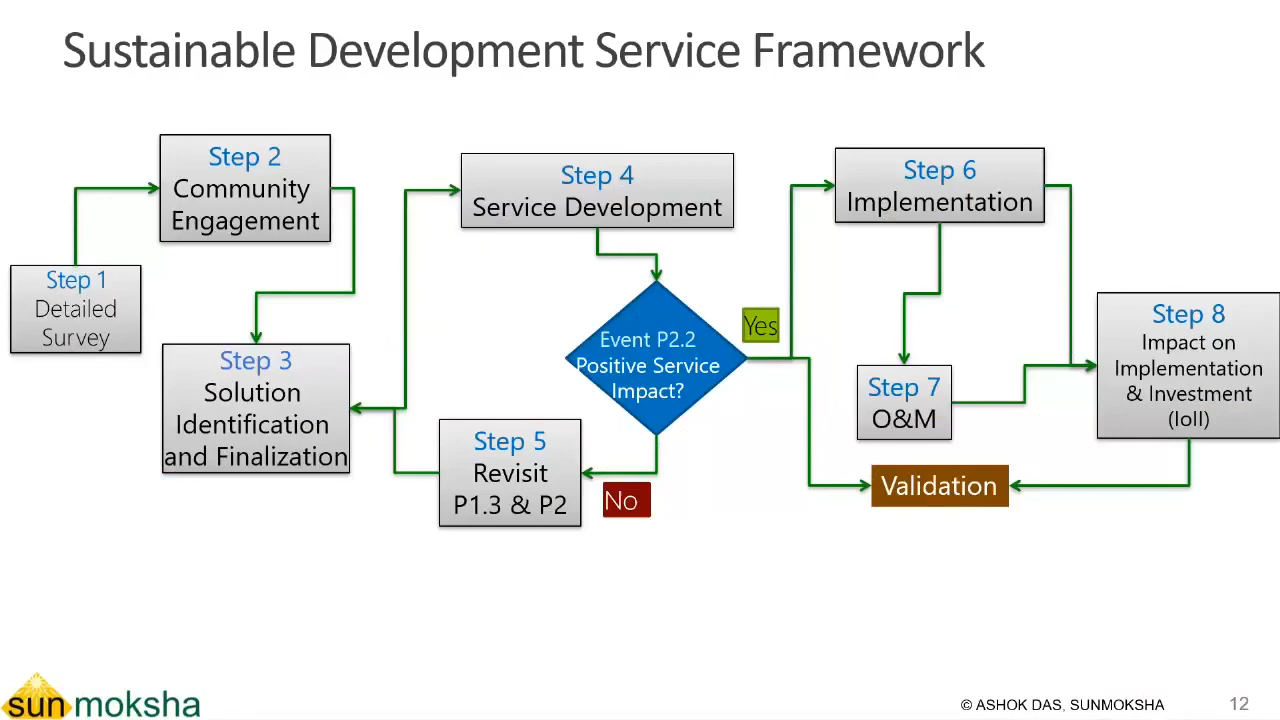 Sustainable Development Service Framework
Step 1
Detailed
Survey
Step 2
Community
Engagement
Step 3
Solution
Identification
and Finalization
Step 4
Service Development
Event P2.2
Positive Service
Impact?
Yes
No
Step 5
Revisit
P1.3 & P2
Step 6
Implementation
Step 7
O&M
Step 8
Impact on
Implementation
& Investment
(IoII)
Validation
sunmoksha
© ASHOK DAS, SUNMOKSHA
12